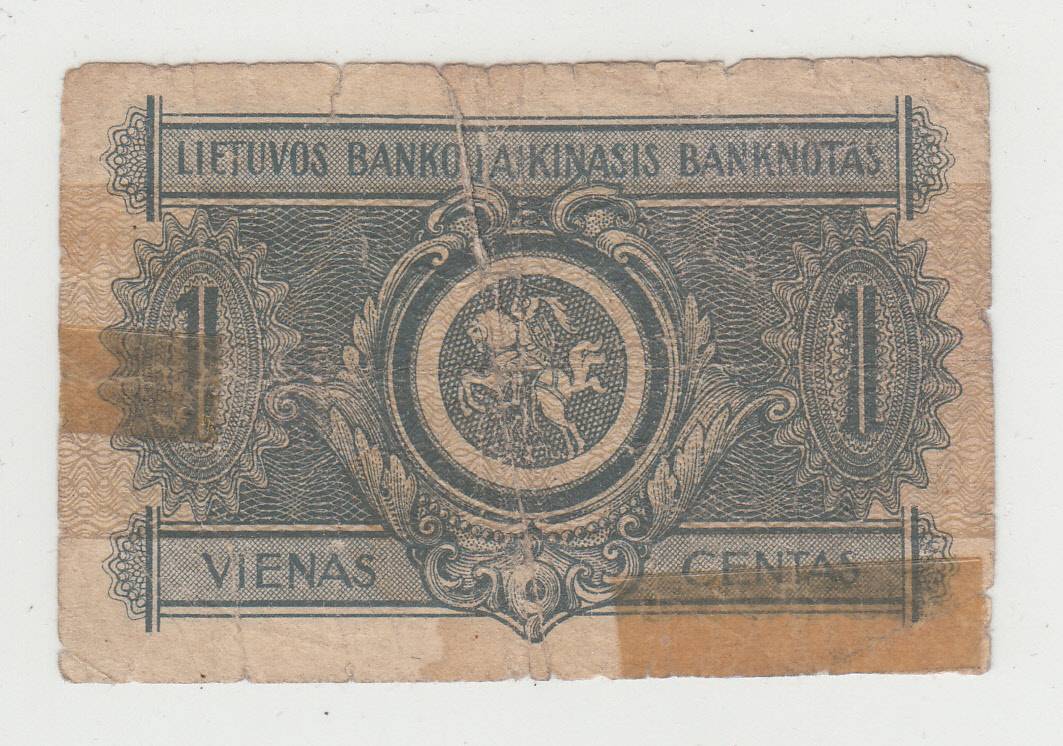 LIETUVOS BANKO LAIKINASIS BANKNOTAS
1 1
VIENAS CENTAS